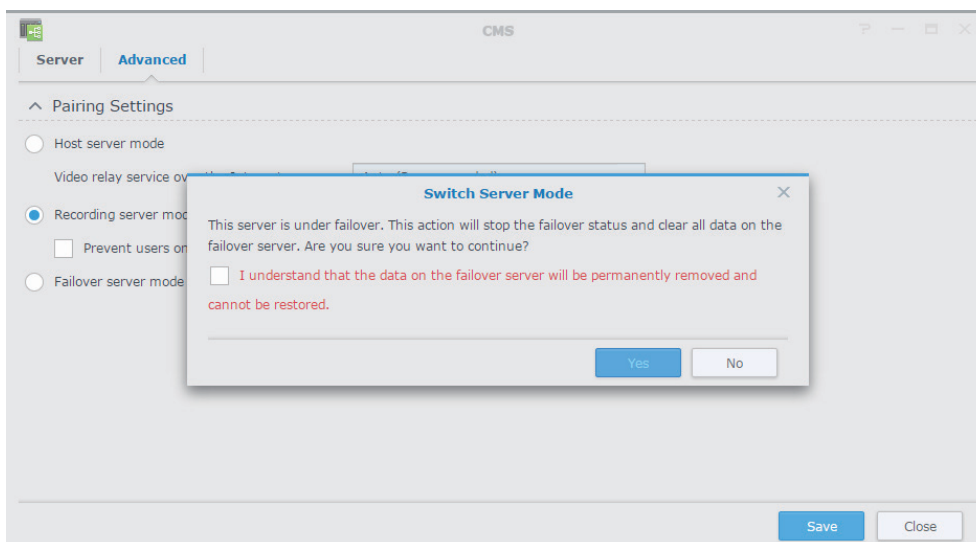 CMS
Server Advanced
Pairing Settings
Host server mode
Video relay service
Switch Server Mode
Recording server
This server is under failover. This action will stop the failover status and clear all data on the
failover server. Are you sure you want to continue?
Prevent users on
I understand that the data on the failover server will be permanently removed and
cannot be restored.
Failover server mode
Yes No
Save Close